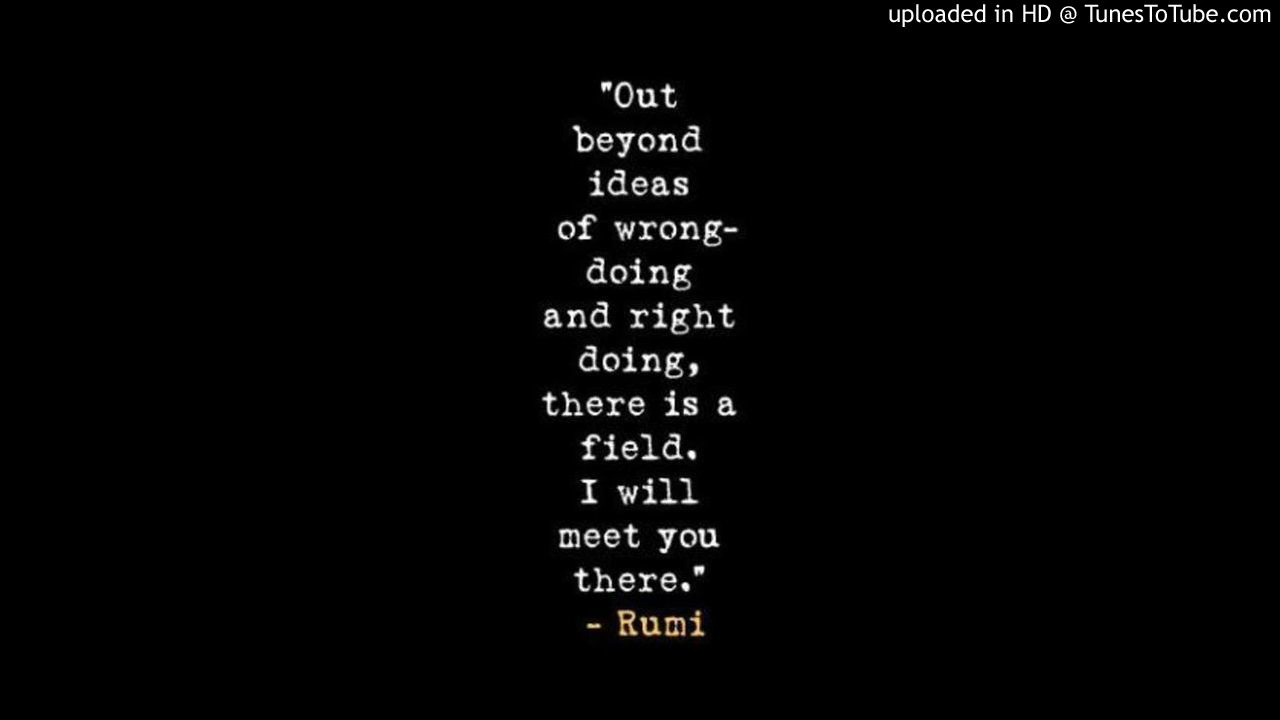 uploaded in HD @ TunesToTube.com
"Out
beyond
ideas
of wrong-
doing
and right
doing,
there is a
field.
I will
meet you
there."
- Rumi